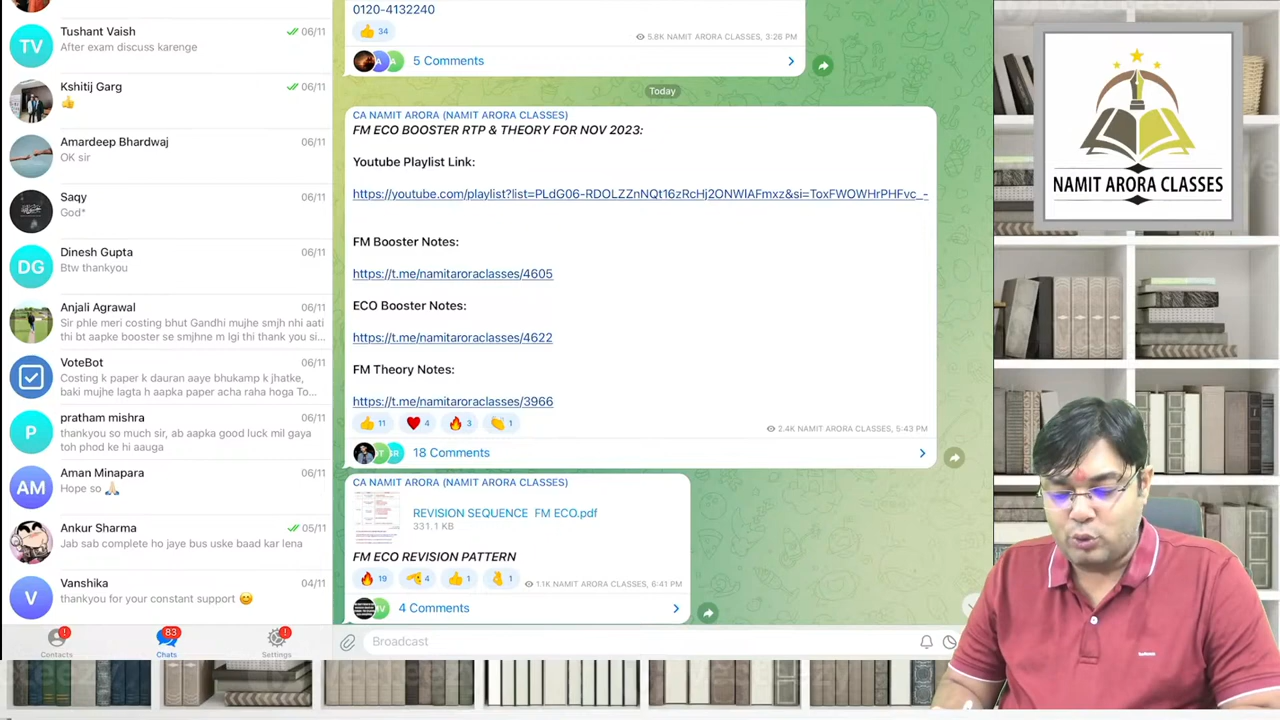 TV
Tushant Vaish
06/11
After exam discuss karenge
Kshitij Garg
06/11
👍
Amardeep Bhardwaj
06/11
OK sir
Saqy
06/11
God*
DG
Dinesh Gupta
06/11
Btw thankyou
Anjali Agrawal
06/11
Sir phle meri costing bhut Gandhi mujhe smjh nhi aati
thi bt aapke booster se smjhne m lgi thi thank you si...
VoteBot
06/11
Costing k paper k dauran aaye bhukamp k jhatke,
baki mujhe lagta h aapka paper acha raha hoga To...
P
pratham mishra
06/11
thankyou so much sir, ab aapka good luck mil gaya
toh phod ke hi aauga
AM
Aman Minapara
06/11
Hope so 🙏🏻
Ankur Sharma
05/11
Jab sab complete ho jaye bus uske baad kar lena
V
Vanshika
04/11
thankyou for your constant support 😊
Contacts
83
Chats
Settings
0120-4132240
👍 34
5.8K NAMIT ARORA CLASSES, 3:26 PM
A A
5 Comments
Today
CA NAMIT ARORA (NAMIT ARORA CLASSES)
FM ECO BOOSTER RTP & THEORY FOR NOV 2023:
Youtube Playlist Link:
https://youtube.com/playlist?list=PLdG06-RDOLZZnNQt16zRcHj2ONWIAFmxz&si=ToxFWOWHrPHFvc_-
FM Booster Notes:
https://t.me/namitaroraclasses/4605
ECO Booster Notes:
https://t.me/namitaroraclasses/4622
FM Theory Notes:
https://t.me/namitaroraclasses/3966
👍 11 ❤️ 4 🔥 3 👏 1
2.4K NAMIT ARORA CLASSES, 5:43 PM
18 Comments
CA NAMIT ARORA (NAMIT ARORA CLASSES)
REVISION SEQUENCE FM ECO.pdf
331.1 KB
FM ECO REVISION PATTERN
🔥 19 4 👍 1 1
1.1K NAMIT ARORA CLASSES, 6:41 PM
4 Comments
Broadcast
NAMIT ARORA CLASSES